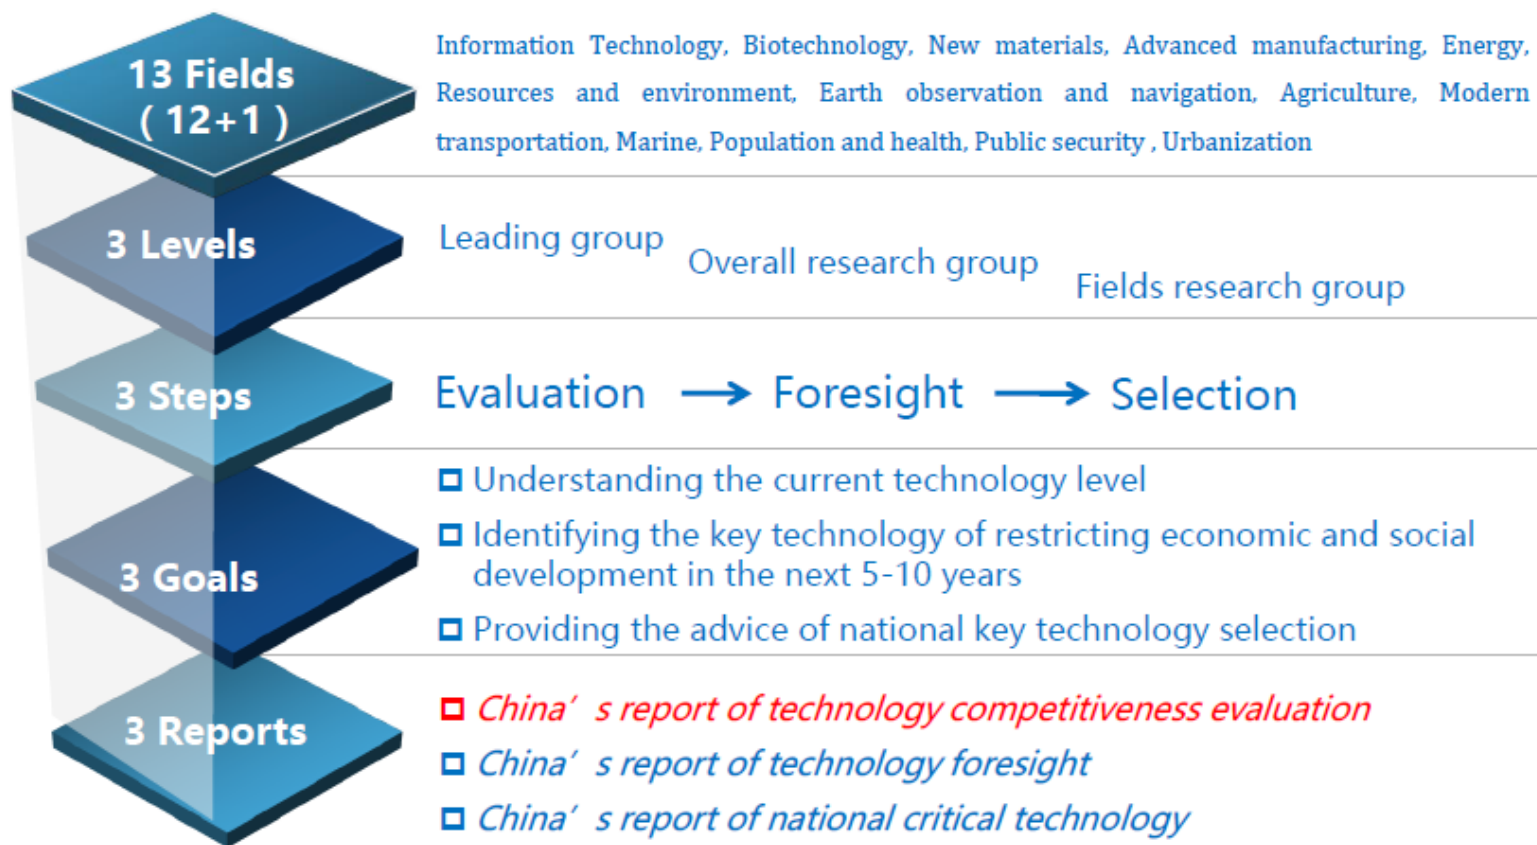 13 Fields
( 12+1 )
Information Technology, Biotechnology, New materials, Advanced manufacturing, Energy,
Resources and environment, Earth observation and navigation, Agriculture, Modern
transportation, Marine, Population and health, Public security , Urbanization
3 Levels
Leading group
Overall research group
Fields research group
3 Steps
Evaluation → Foresight → Selection
3 Goals
Understanding the current technology level
Identifying the key technology of restricting economic and social
development in the next 5-10 years
Providing the advice of national key technology selection
3 Reports
China’ s report of technology competitiveness evaluation
China’ s report of technology foresight
China’ s report of national critical technology